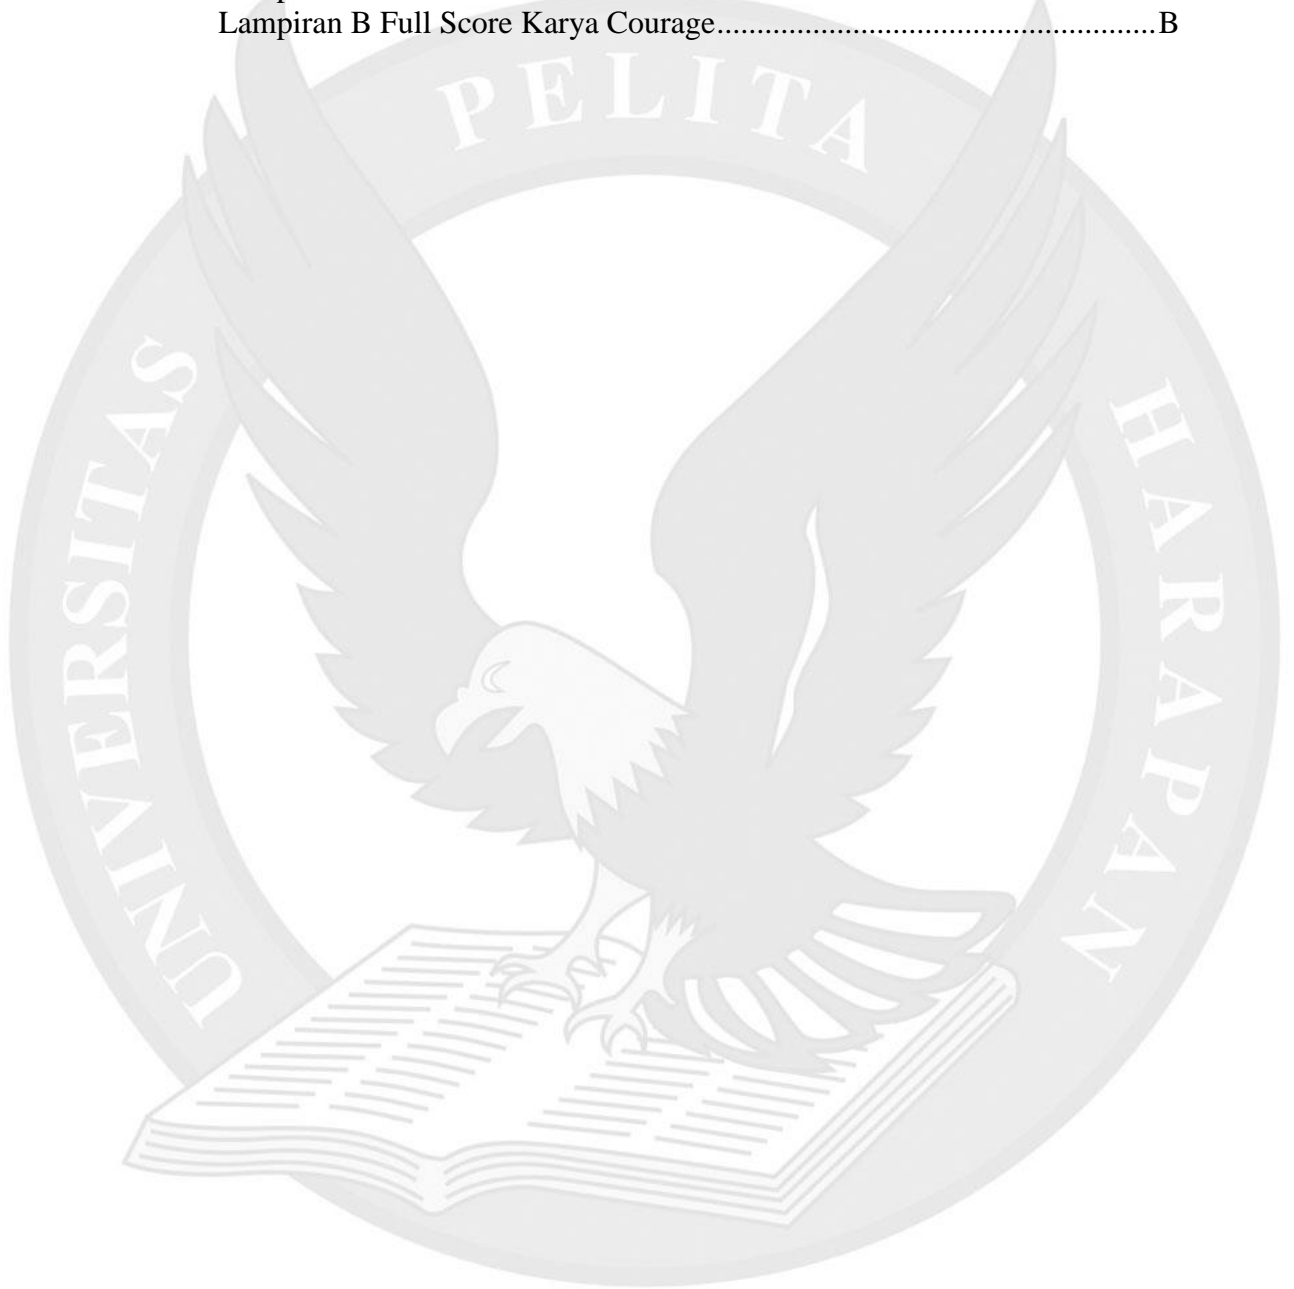 Lampiran B Full Score Karya Courage.......................................................B
PELITA
UNIVERSITAS
HARAPAN